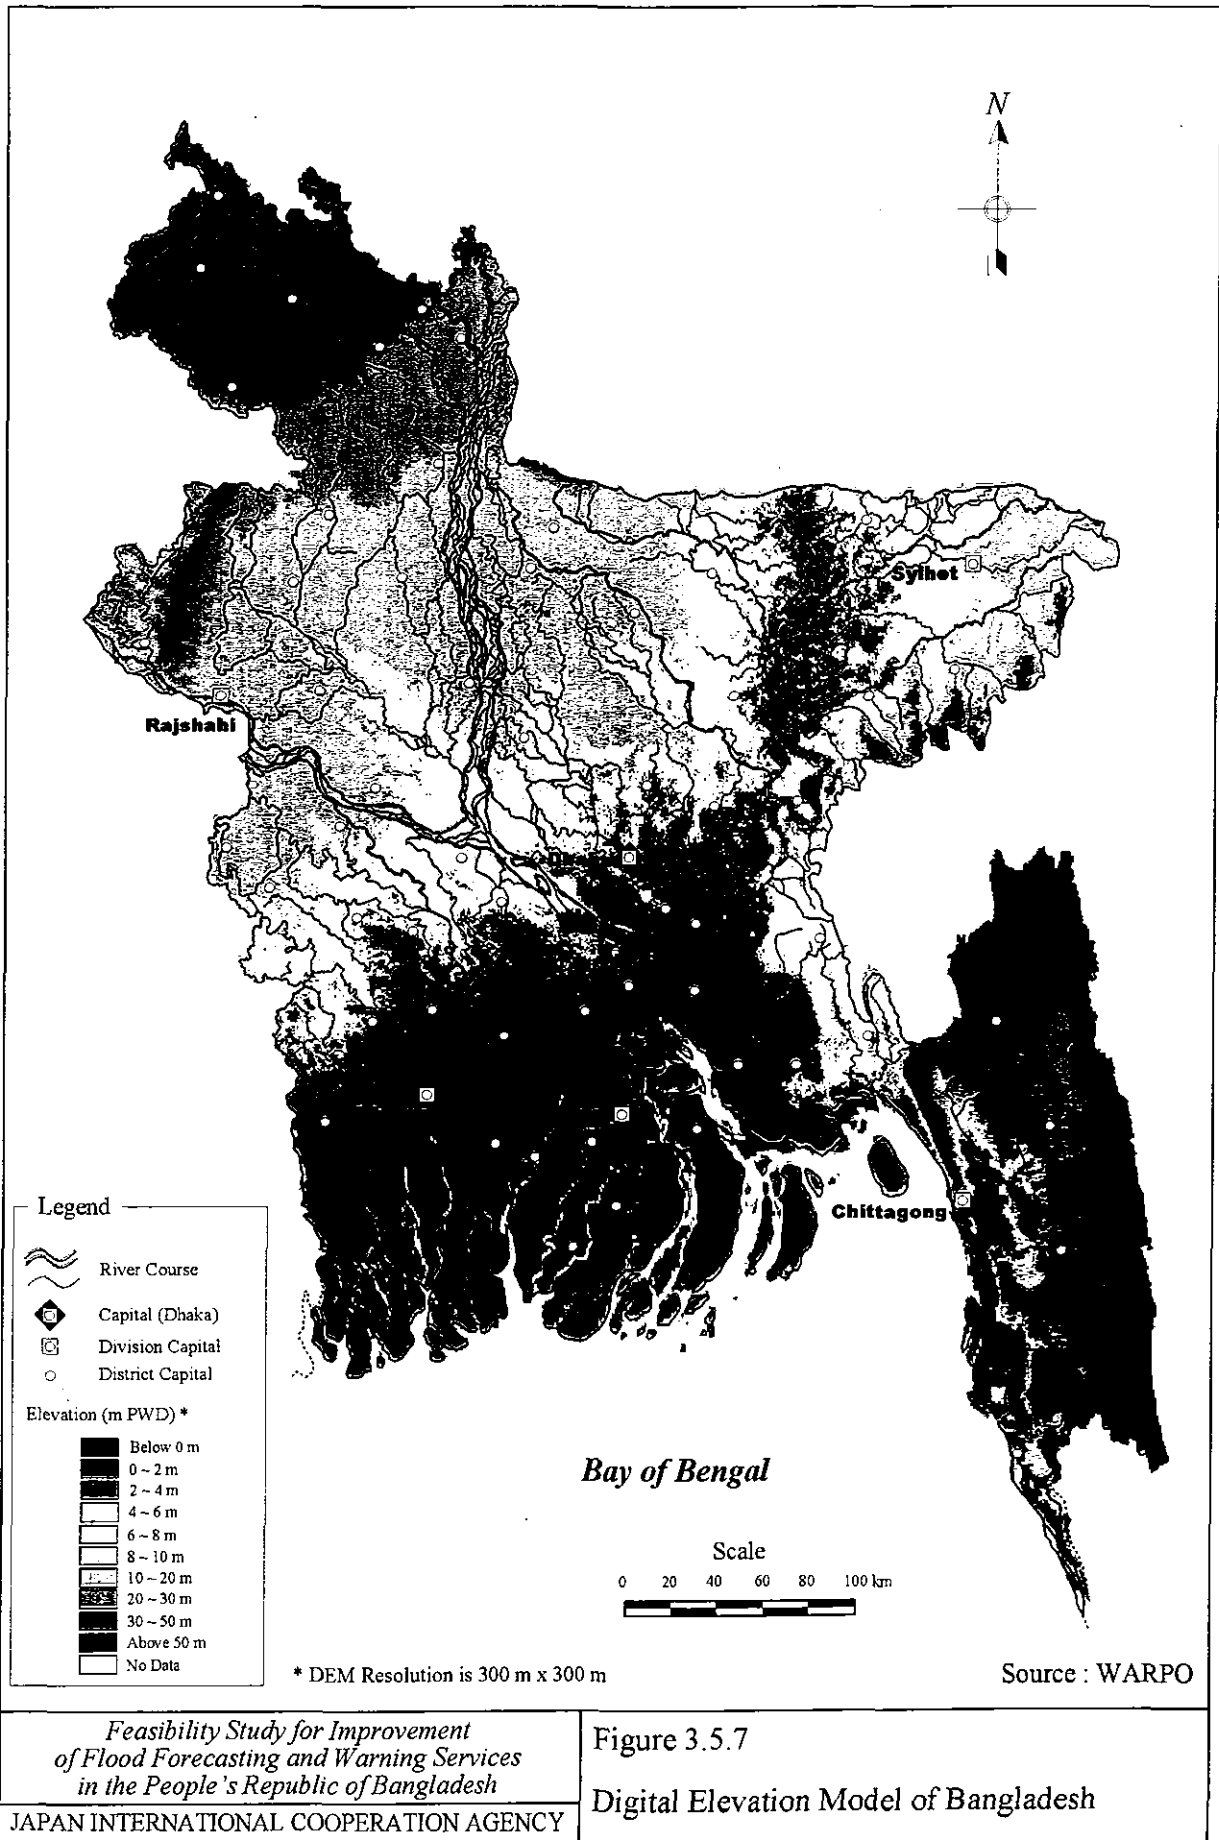 N
Sylhet
Rajshahi
Chittagong
Legend
River Course
Capital (Dhaka)
Division Capital
District Capital
Elevation (m PWD) *
Below 0 m
0 ~ 2 m
2 ~ 4 m
4 ~ 6 m
6 ~ 8 m
8 ~ 10 m
10 ~ 20 m
20 ~ 30 m
30 ~ 50 m
Above 50 m
No Data
Bay of Bengal
Scale
0 20 40 60 80 100 km
* DEM Resolution is 300 m x 300 m
Source : WARPO
Feasibility Study for Improvement
of Flood Forecasting and Warning Services
in the People's Republic of Bangladesh
JAPAN INTERNATIONAL COOPERATION AGENCY
Figure 3.5.7
Digital Elevation Model of Bangladesh